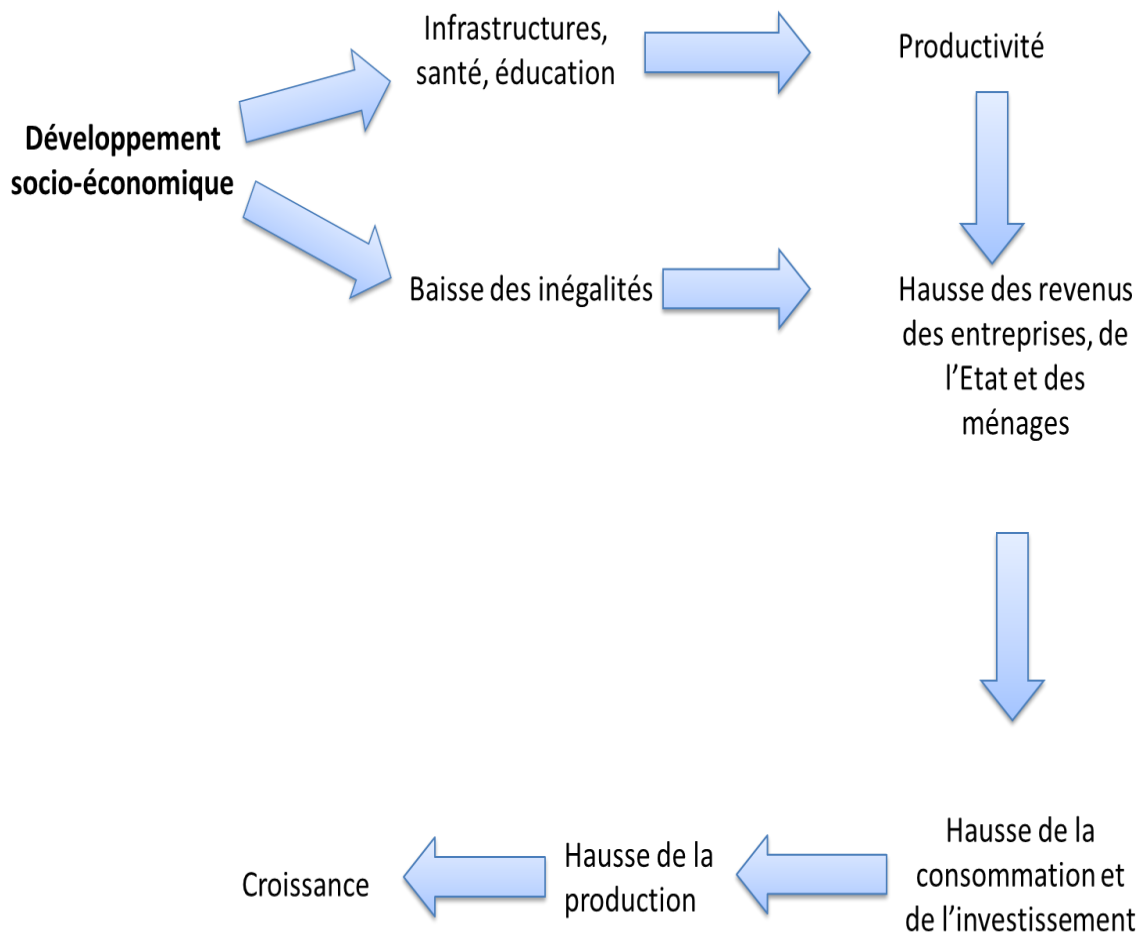 Infrastructures,
santé, éducation
Productivité
Développement
socio-économique
Baisse des inégalités
Hausse des revenus
des entreprises, de
l’Etat et des
ménages
Hausse de la
consommation et
de l’investissement
Hausse de la
production
Croissance